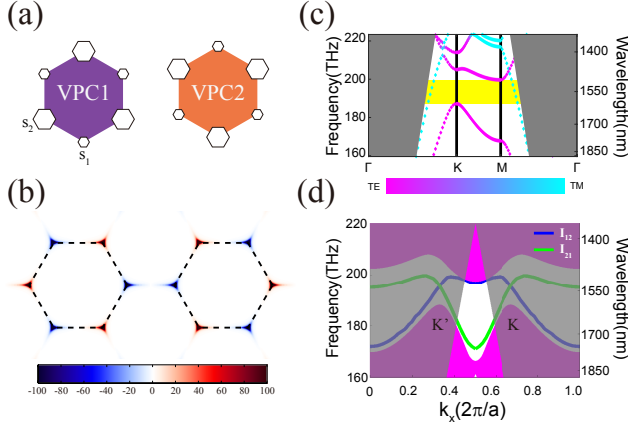 (a)
VPC1
VPC2
s2
s1
(b)
-100 -80 -60 -40 -20 0 20 40 60 80 100
(c)
Frequency(THz)
220
200
180
160
Wavelength(nm)
1400
1500
1600
1700
1850
Γ K M Γ
TE TM
(d)
Frequency(THz)
220
200
180
160
I12
I21
K' K
Wavelength(nm)
1400
1550
1700
1850
0 0.2 0.4 0.6 0.8 1.0
kx(2π/a)